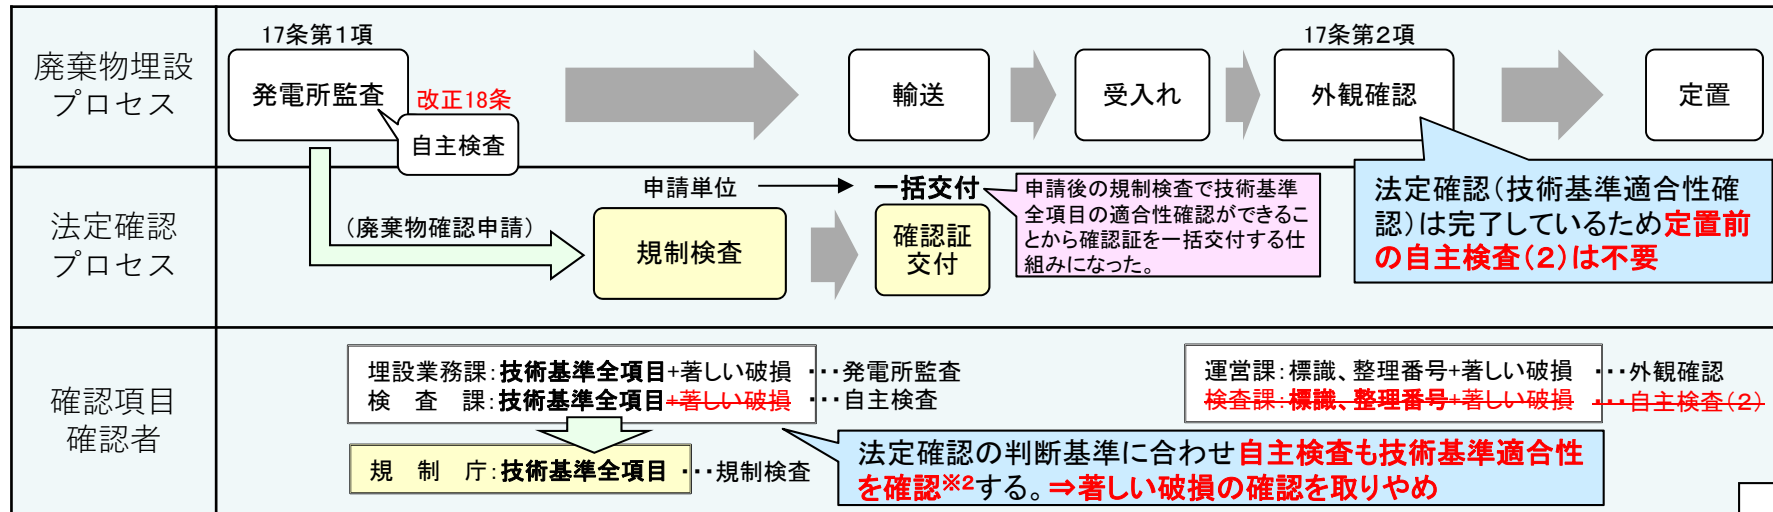 廃棄物埋設
プロセス
17条第1項
発電所監査
改正18条
自主検査
輸送
受入れ
17条第2項
外観確認
定置
法定確認(技術基準適合性確
認)は完了しているため定置前
の自主検査(2)は不要
法定確認
プロセス
(廃棄物確認申請)
申請単位
一括交付
規制検査
確認証
交付
申請後の規制検査で技術基準
全項目の適合性確認ができるこ
とから確認証を一括交付する仕
組みになった。
確認項目
確認者
埋設業務課:技術基準全項目+著しい破損 ・・・発電所監査
検 査 課:技術基準全項目+著しい破損 ・・・自主検査
規 制 庁:技術基準全項目 ・・・規制検査
運営課:標識、整理番号+著しい破損 ・・・外観確認
検査課:標識、整理番号+著しい破損 ・・・自主検査(2)
法定確認の判断基準に合わせ自主検査も技術基準適合性
を確認※2する。⇒著しい破損の確認を取りやめ